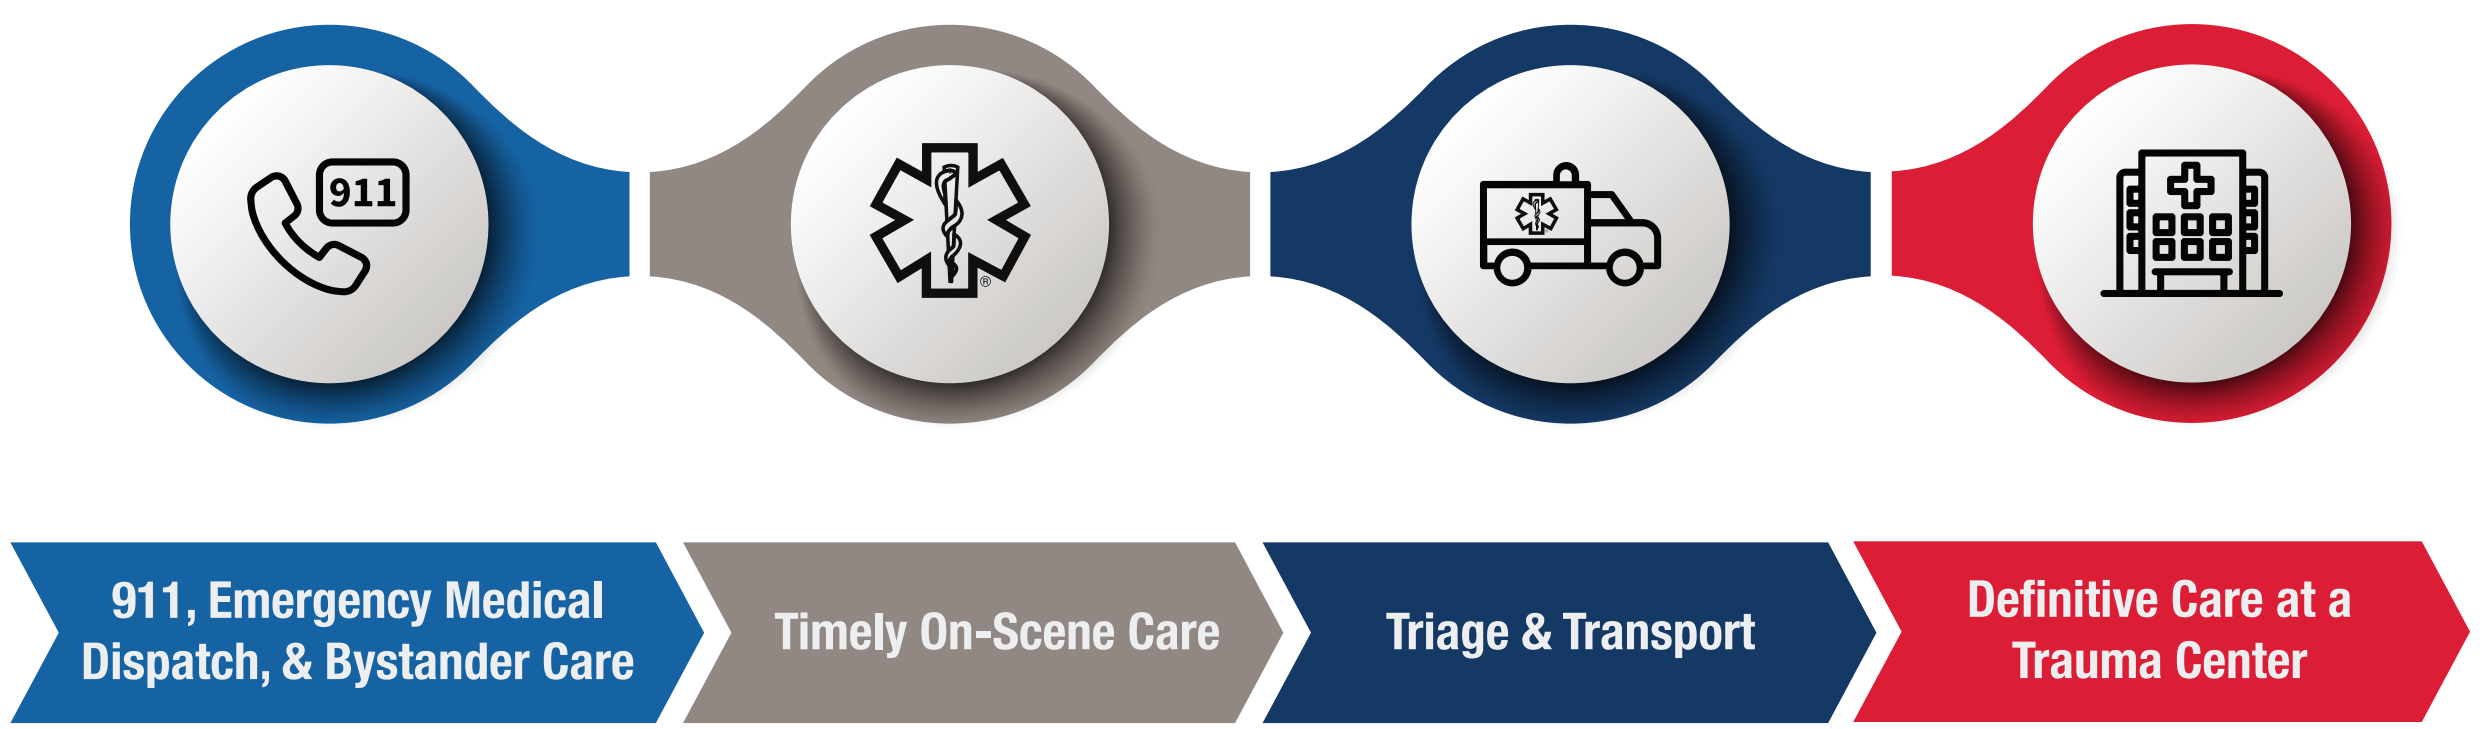 911
®
911, Emergency Medical
Dispatch, & Bystander Care
Timely On-Scene Care
Triage & Transport
Definitive Care at a
Trauma Center